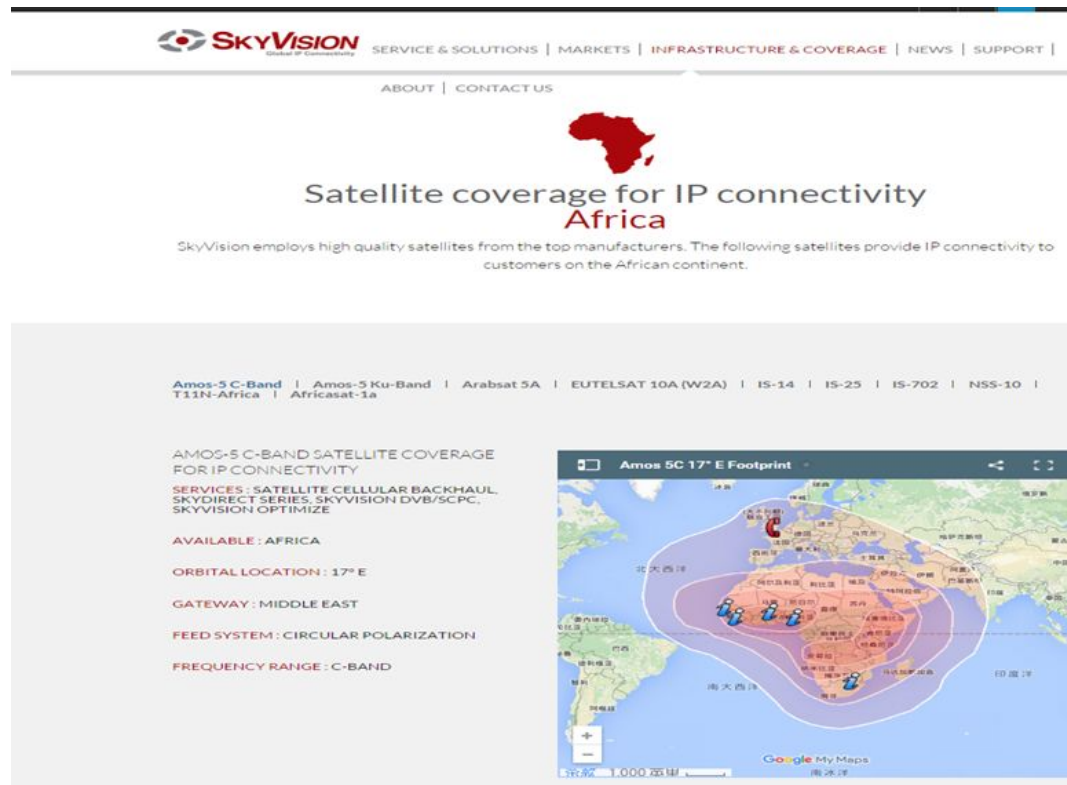 SKYVISION
Global IP Connectivity
SERVICE & SOLUTIONS | MARKETS | INFRASTRUCTURE & COVERAGE | NEWS | SUPPORT |
ABOUT | CONTACT US
Satellite coverage for IP connectivity
Africa
SkyVision employs high quality satellites from the top manufacturers. The following satellites provide IP connectivity to
customers on the African continent.
Amos-5 C-Band | Amos-5 Ku-Band | Arabsat 5A | EUTELSAT 10A (W2A) | IS-14 | IS-25 | IS-702 | NSS-10 |
T11N-Africa | Africasat-1a
AMOS-5 C-BAND SATELLITE COVERAGE
FOR IP CONNECTIVITY
SERVICES : SATELLITE CELLULAR BACKHAUL,
SKYDIRECT SERIES, SKYVISION DVB/SCPC,
SKYVISION OPTIMIZE
AVAILABLE : AFRICA
ORBITAL LOCATION : 17° E
GATEWAY : MIDDLE EAST
FEED SYSTEM : CIRCULAR POLARIZATION
FREQUENCY RANGE : C-BAND
Amos 5C 17° E Footprint
北大西洋
南大西洋
印度洋
南冰洋
巴西
Google My Maps
1,000 英里